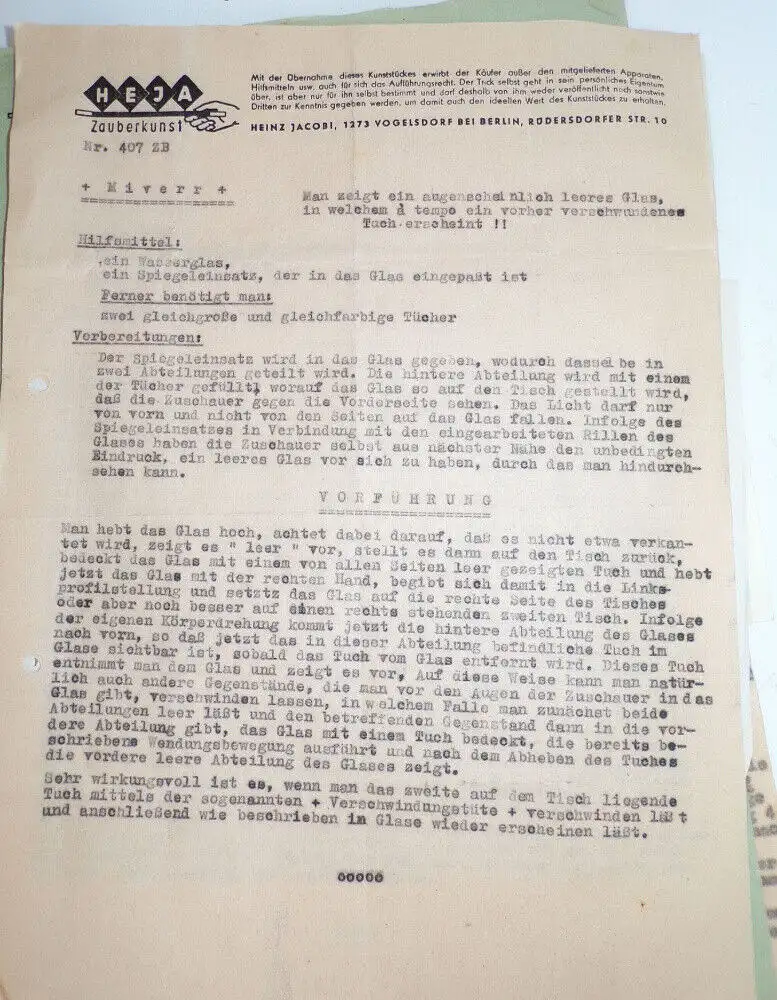 HEJA
Zauberkunst
Mit der Übernahme dieses Kunststückes erwirbt der Käufer außer den mitgelieferten Apparaten,
Hilfsmitteln usw. auch für sich das Aufführungsrecht. Der Trick selbst geht in sein persönliches Eigentum
über, ist aber nur für ihn selbst bestimmt und darf deshalb von ihm weder veröffentlicht noch sonstwie
Dritten zur Kenntnis gegeben werden, um damit auch den ideellen Wert des Kunststückes zu erhalten.
HEINZ JACOBI, 1273 VOGELSDORF BEI BERLIN, RÜDERSDORFER STR. 10
Nr. 407 ZB
+ M i v e r r +
Man zeigt ein augenscheinlich leeres Glas,
in welchem à tempo ein vorher verschwundenes
Tuch erscheint !!
Hilfsmittel:
ein Wasserglas,
ein Spiegeleinsatz, der in das Glas eingepaßt ist
Ferner benötigt man:
zwei gleichgroße und gleichfarbige Tücher
Vorbereitungen:
Der Spiegeleinsatz wird in das Glas gegeben, wodurch dasselbe in
zwei Abteilungen geteilt wird. Die hintere Abteilung wird mit einem
der Tücher gefüllt, worauf das Glas so auf den Tisch gestellt wird,
daß die Zuschauer gegen die Vorderseite sehen. Das Licht darf nur
von vorn und nicht von den Seiten auf das Glas fallen. Infolge des
Spiegeleinsatzes in Verbindung mit den eingearbeiteten Rillen des
Glases haben die Zuschauer selbst aus nächster Nähe den unbedingten
Eindruck, ein leeres Glas vor sich zu haben, durch das man hindurch-
sehen kann.
V O R F Ü H R U N G
Man hebt das Glas hoch, achtet dabei darauf, daß es nicht etwa verkan-
tet wird, zeigt es " leer " vor, stellt es dann auf den Tisch zurück,
bedeckt das Glas mit einem von allen Seiten leer gezeigten Tuch und hebt
jetzt das Glas mit der rechten Hand, begibt sich damit in die Links-
profilstellung und setztz das Glas auf die rechte Seite des Tisches
oder aber noch besser auf einen rechts stehenden zweiten Tisch. Infolge
der eigenen Körperdrehung kommt jetzt die hintere Abteilung des Glases
nach vorn, so daß jetzt das in dieser Abteilung befindliche Tuch im
Glase sichtbar ist, sobald das Tuch vom Glas entfernt wird. Dieses Tuch
entnimmt man dem Glas und zeigt es vor. Auf diese Weise kann man natür-
lich auch andere Gegenstände, die man vor den Augen der Zuschauer in das
Glas gibt, verschwinden lassen, in welchem Falle man zunächst beide
Abteilungen leer läßt und den betreffenden Gegenstand dann in die vor-
dere Abteilung gibt, das Glas mit einem Tuch bedeckt, die bereits be-
schriebene Wendungsbewegung ausführt und nach dem Abheben des Tuches
die vordere leere Abteilung des Glases zeigt.
Sehr wirkungsvoll ist es, wenn man das zweite auf dem Tisch liegende
Tuch mittels der sogenannten + Verschwindungstüte + verschwinden läßt
und anschließend wie beschrieben im Glase wieder erscheinen läßt.
ooooo